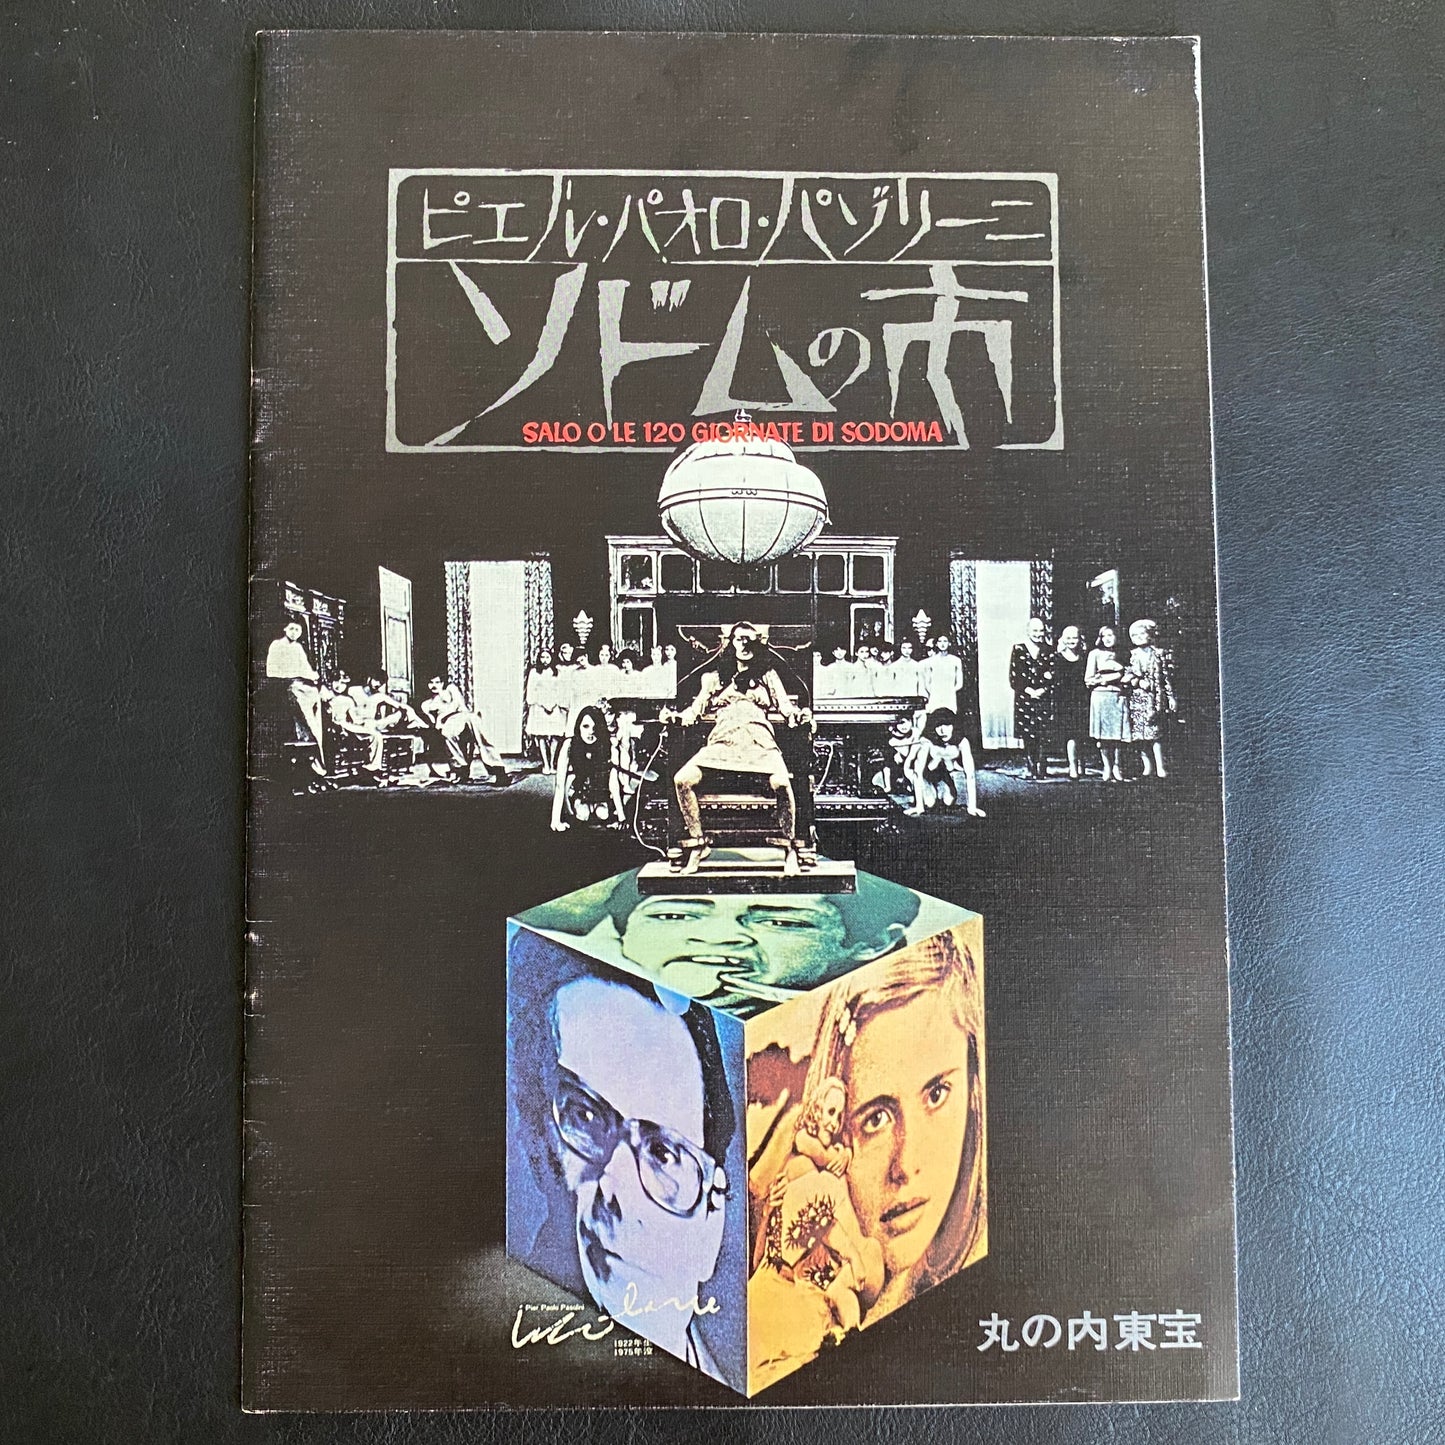 ピエル・パオロ・パゾリーニ
ソドムの市
SALO O LE 120 GIORNATE DI SODOMA
Pier Paolo Pasolini
1922年生
1975年没
丸の内東宝